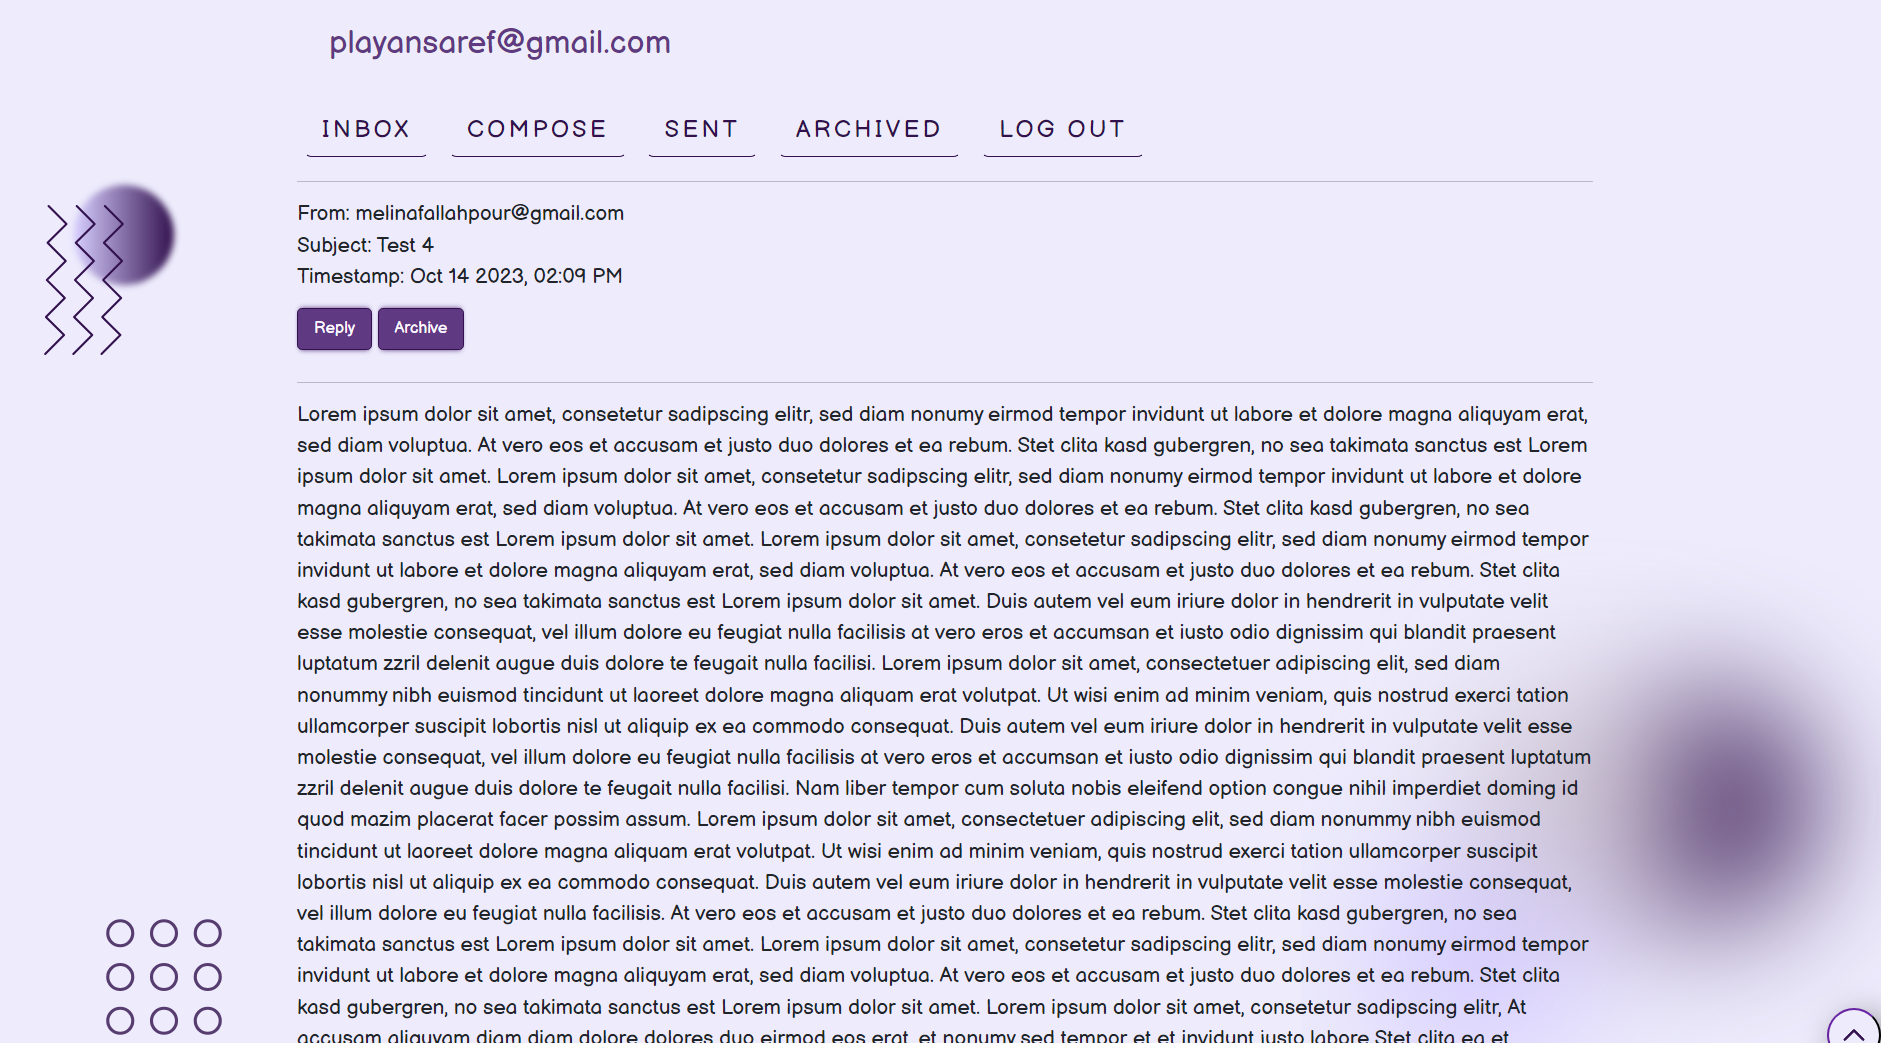 playansaref@gmail.com
INBOX COMPOSE SENT ARCHIVED LOG OUT
From: melinafallahpour@gmail.com
Subject: Test 4
Timestamp: Oct 14 2023, 02:09 PM
Reply Archive
Lorem ipsum dolor sit amet, consetetur sadipscing elitr, sed diam nonumy eirmod tempor invidunt ut labore et dolore magna aliquyam erat,
sed diam voluptua. At vero eos et accusam et justo duo dolores et ea rebum. Stet clita kasd gubergren, no sea takimata sanctus est Lorem
ipsum dolor sit amet. Lorem ipsum dolor sit amet, consetetur sadipscing elitr, sed diam nonumy eirmod tempor invidunt ut labore et dolore
magna aliquyam erat, sed diam voluptua. At vero eos et accusam et justo duo dolores et ea rebum. Stet clita kasd gubergren, no sea
takimata sanctus est Lorem ipsum dolor sit amet. Lorem ipsum dolor sit amet, consetetur sadipscing elitr, sed diam nonumy eirmod tempor
invidunt ut labore et dolore magna aliquyam erat, sed diam voluptua. At vero eos et accusam et justo duo dolores et ea rebum. Stet clita
kasd gubergren, no sea takimata sanctus est Lorem ipsum dolor sit amet. Duis autem vel eum iriure dolor in hendrerit in vulputate velit
esse molestie consequat, vel illum dolore eu feugiat nulla facilisis at vero eros et accumsan et iusto odio dignissim qui blandit praesent
luptatum zzril delenit augue duis dolore te feugait nulla facilisi. Lorem ipsum dolor sit amet, consectetuer adipiscing elit, sed diam
nonummy nibh euismod tincidunt ut laoreet dolore magna aliquam erat volutpat. Ut wisi enim ad minim veniam, quis nostrud exerci tation
ullamcorper suscipit lobortis nisl ut aliquip ex ea commodo consequat. Duis autem vel eum iriure dolor in hendrerit in vulputate velit esse
molestie consequat, vel illum dolore eu feugiat nulla facilisis at vero eros et accumsan et iusto odio dignissim qui blandit praesent luptatum
zzril delenit augue duis dolore te feugait nulla facilisi. Nam liber tempor cum soluta nobis eleifend option congue nihil imperdiet doming id
quod mazim placerat facer possim assum. Lorem ipsum dolor sit amet, consectetuer adipiscing elit, sed diam nonummy nibh euismod
tincidunt ut laoreet dolore magna aliquam erat volutpat. Ut wisi enim ad minim veniam, quis nostrud exerci tation ullamcorper suscipit
lobortis nisl ut aliquip ex ea commodo consequat. Duis autem vel eum iriure dolor in hendrerit in vulputate velit esse molestie consequat,
vel illum dolore eu feugiat nulla facilisis. At vero eos et accusam et justo duo dolores et ea rebum. Stet clita kasd gubergren, no sea
takimata sanctus est Lorem ipsum dolor sit amet. Lorem ipsum dolor sit amet, consetetur sadipscing elitr, sed diam nonumy eirmod tempor
invidunt ut labore et dolore magna aliquyam erat, sed diam voluptua. At vero eos et accusam et justo duo dolores et ea rebum. Stet clita
kasd gubergren, no sea takimata sanctus est Lorem ipsum dolor sit amet. Lorem ipsum dolor sit amet, consetetur sadipscing elitr, At
accusam aliquyam diam diam dolore dolores duo eirmod eos erat, et nonumy sed tempor et et invidunt justo labore Stet clita ea et